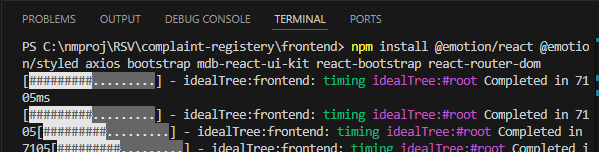 PROBLEMS OUTPUT DEBUG CONSOLE TERMINAL PORTS
PS C:\nmproj\RSV\complaint-registery\frontend> npm install @emotion/react @emotio
n/styled axios bootstrap mdb-react-ui-kit react-bootstrap react-router-dom
[#########.........] - idealTree:frontend: timing idealTree:#root Completed in 71
05ms
[#########.........] - idealTree:frontend: timing idealTree:#root Completed in 71
05[#########.........] - idealTree:frontend: timing idealTree:#root Completed in
7105[#########.........] - idealTree:frontend: timing idealTree:#root Completed i